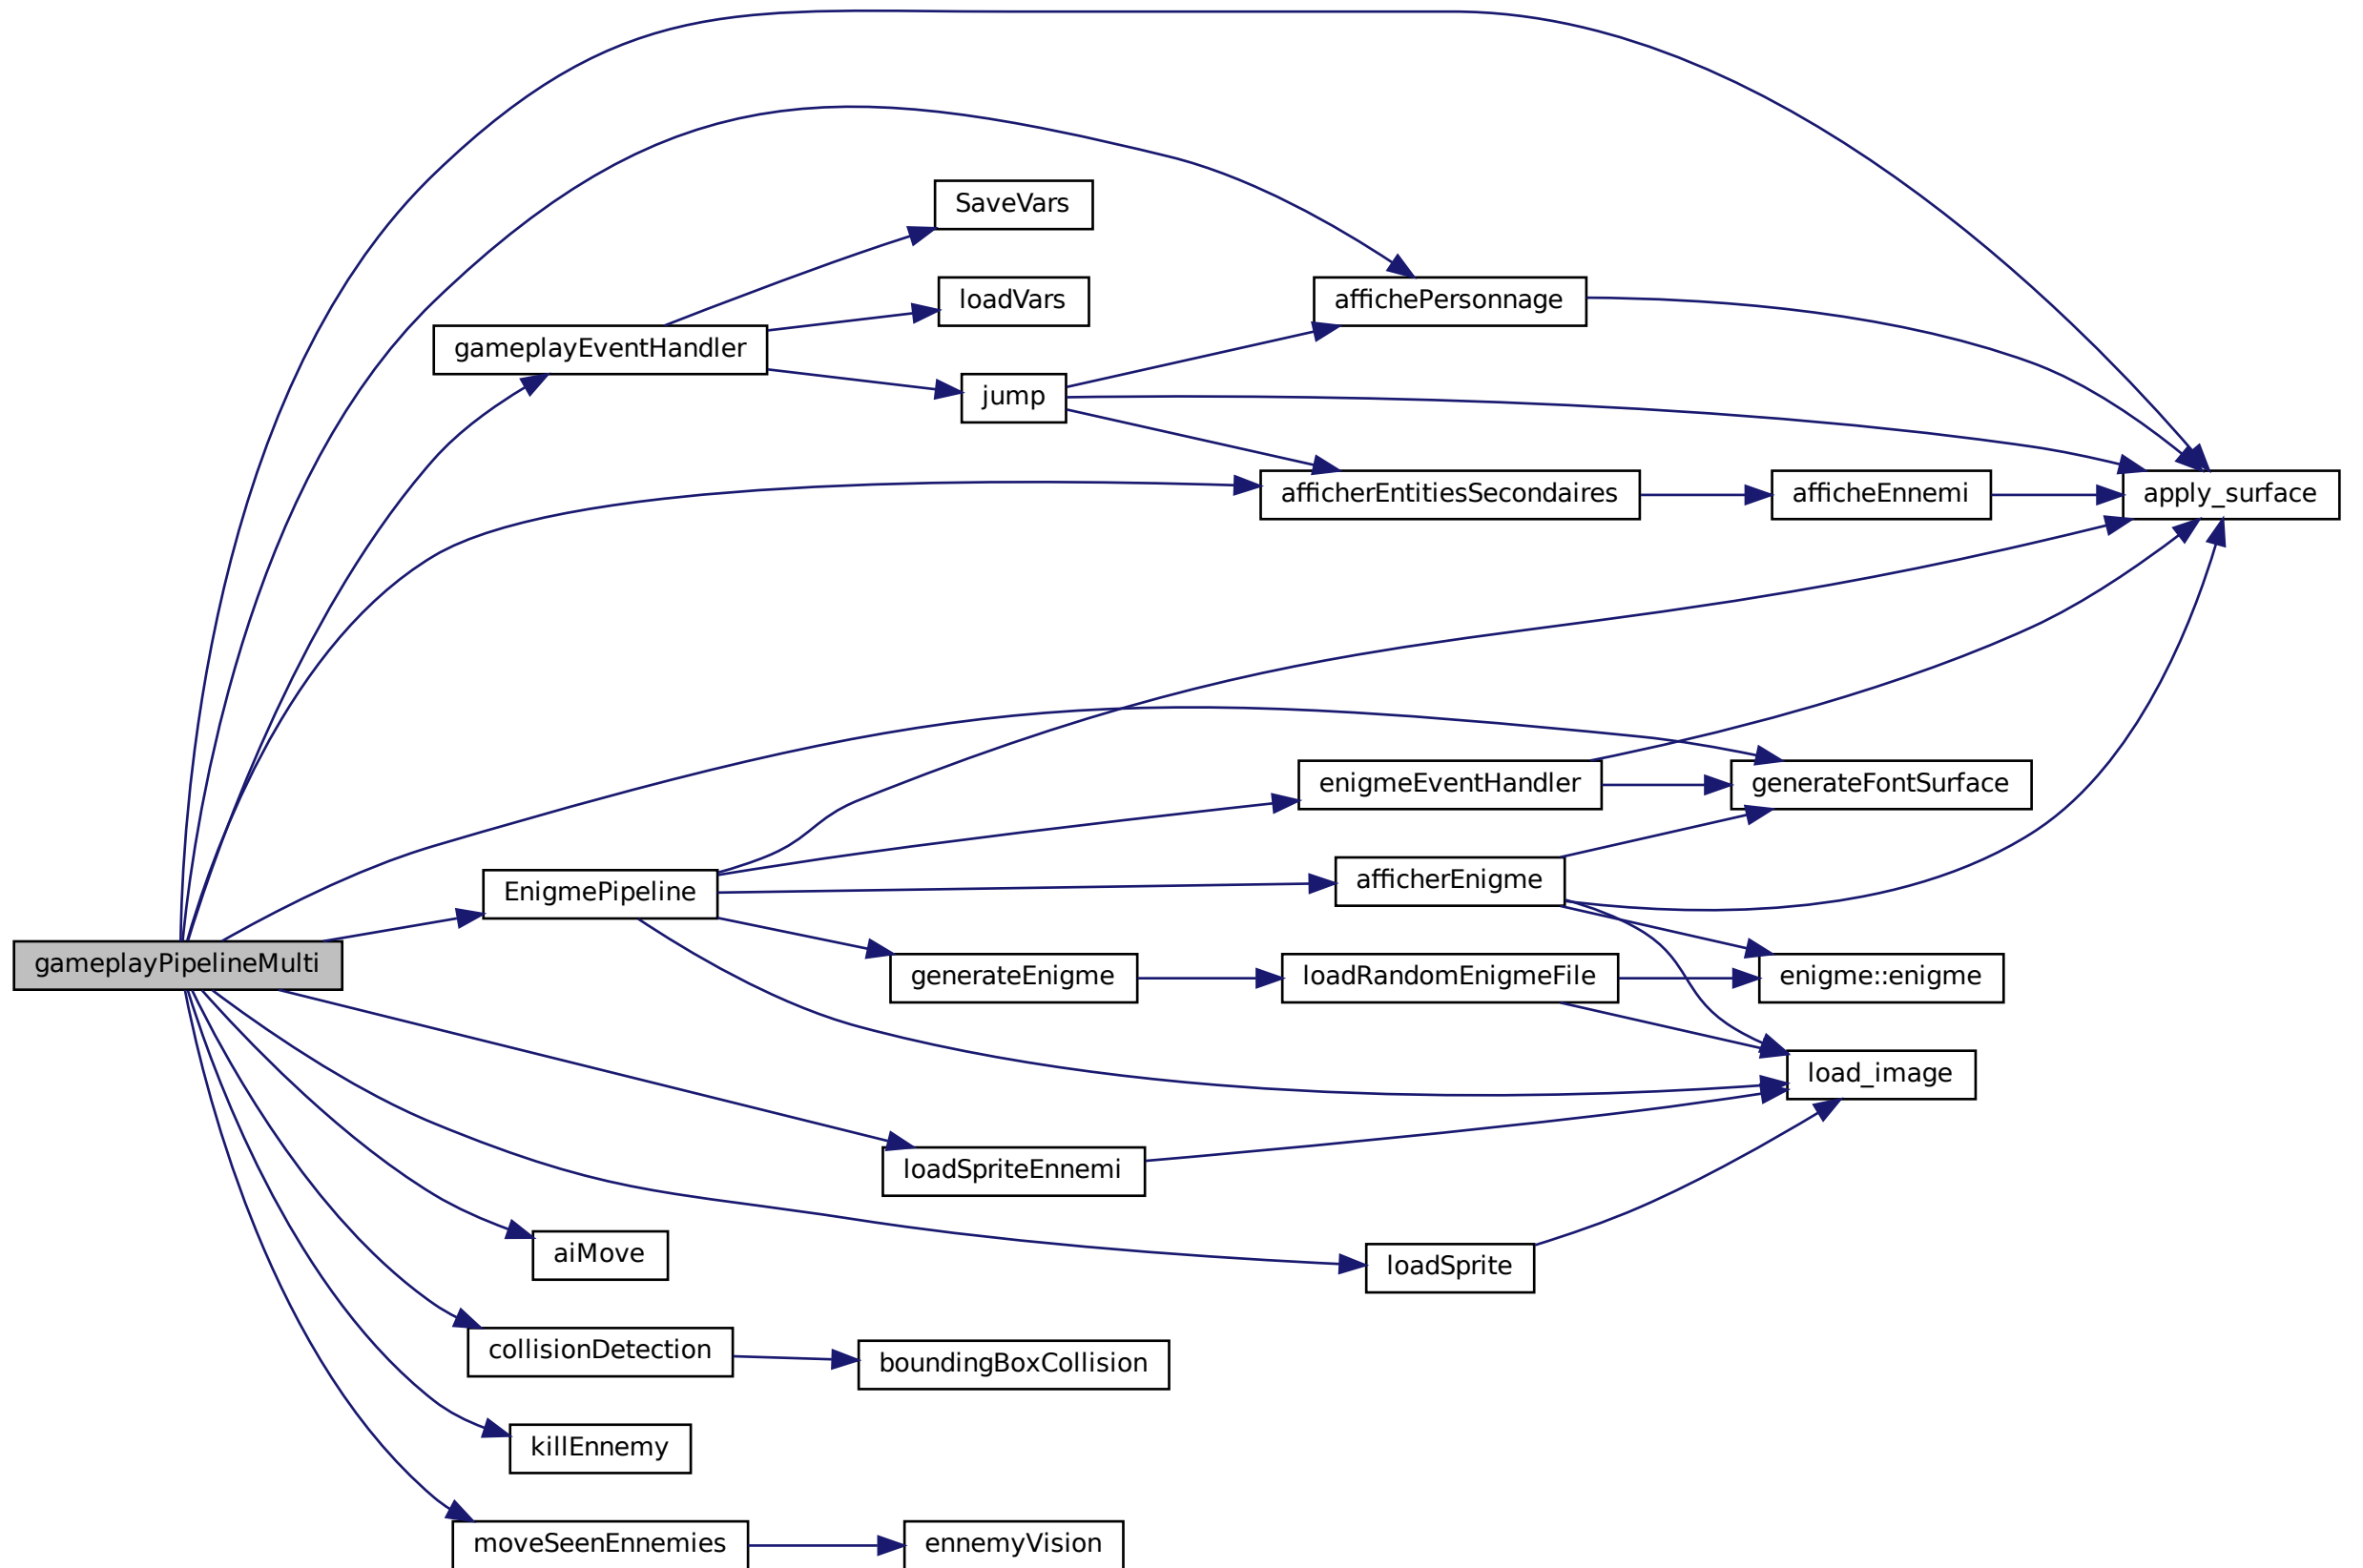 SaveVars
loadVars
affichePersonnage
gameplayEventHandler
jump
afficherEntitiesSecondaires
afficheEnnemi
apply_surface
enigmeEventHandler
generateFontSurface
EnigmePipeline
afficherEnigme
gameplayPipelineMulti
generateEnigme
loadRandomEnigmeFile
enigme::enigme
load_image
loadSpriteEnnemi
aiMove
loadSprite
collisionDetection
boundingBoxCollision
killEnnemy
moveSeenEnnemies
ennemyVision